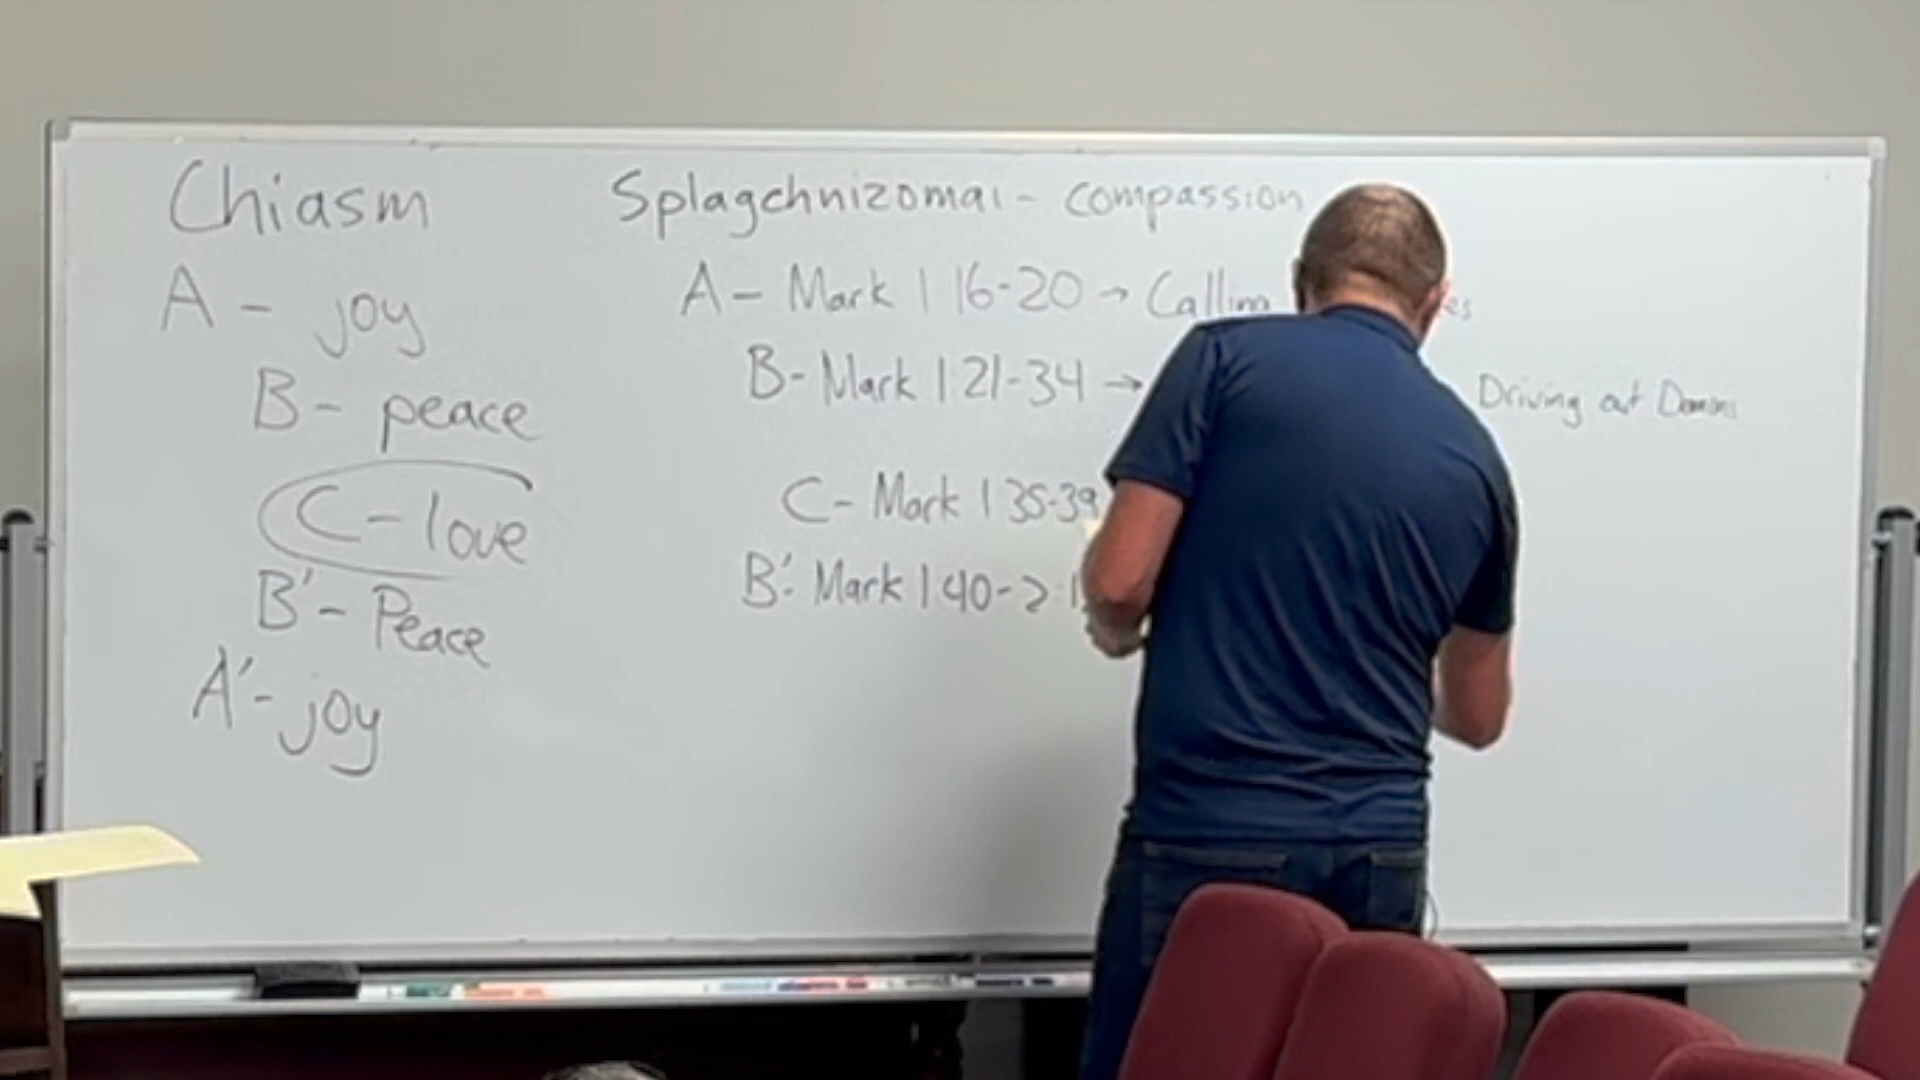 Chiasm
A - joy
B - peace
C - love
B' - Peace
A' - joy
Splagchnizomai - compassion
A - Mark 1 16-20 → Calling
B - Mark 1:21-34 → Driving out Demons
C - Mark 1 35-39
B' - Mark 1:40-2:1